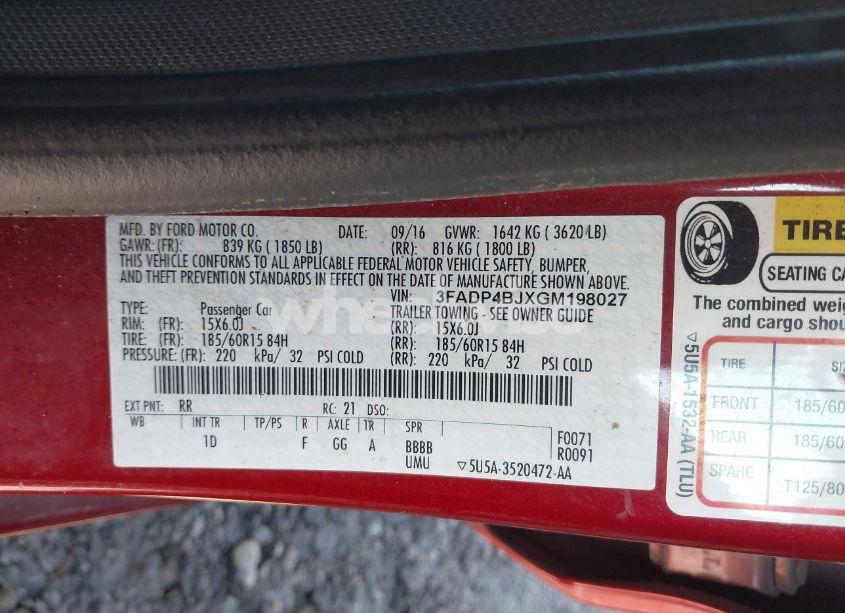 MFD. BY FORD MOTOR CO. DATE: 09/16 GVWR: 1642 KG ( 3620 LB)
GAWR: (FR): 839 KG ( 1850 LB) (RR): 816 KG ( 1800 LB)
THIS VEHICLE CONFORMS TO ALL APPLICABLE FEDERAL MOTOR VEHICLE SAFETY, BUMPER,
AND THEFT PREVENTION STANDARDS IN EFFECT ON THE DATE OF MANUFACTURE SHOWN ABOVE.
VIN: 3FADP4BJXGM198027
TYPE: Passenger Car TRAILER TOWING - SEE OWNER GUIDE
RIM: (FR): 15X6.0J (RR): 15X6.0J
TIRE: (FR): 185/60R15 84H (RR): 185/60R15 84H
PRESSURE: (FR): 220 kPa/ 32 PSI COLD (RR): 220 kPa/ 32 PSI COLD
EXT PNT: RR RC: 21 DSO:
WB INT TR TP/PS R AXLE TR SPR
1D F GG A BBBB
UMU
F0071
R0091
▽5U5A-3520472-AA
TIRE
SEATING
The combined
and cargo
▽5U5A-1532-AA (TLU)
TIRE
FRONT 185/60
REAR 185/60
SPARE T125/80